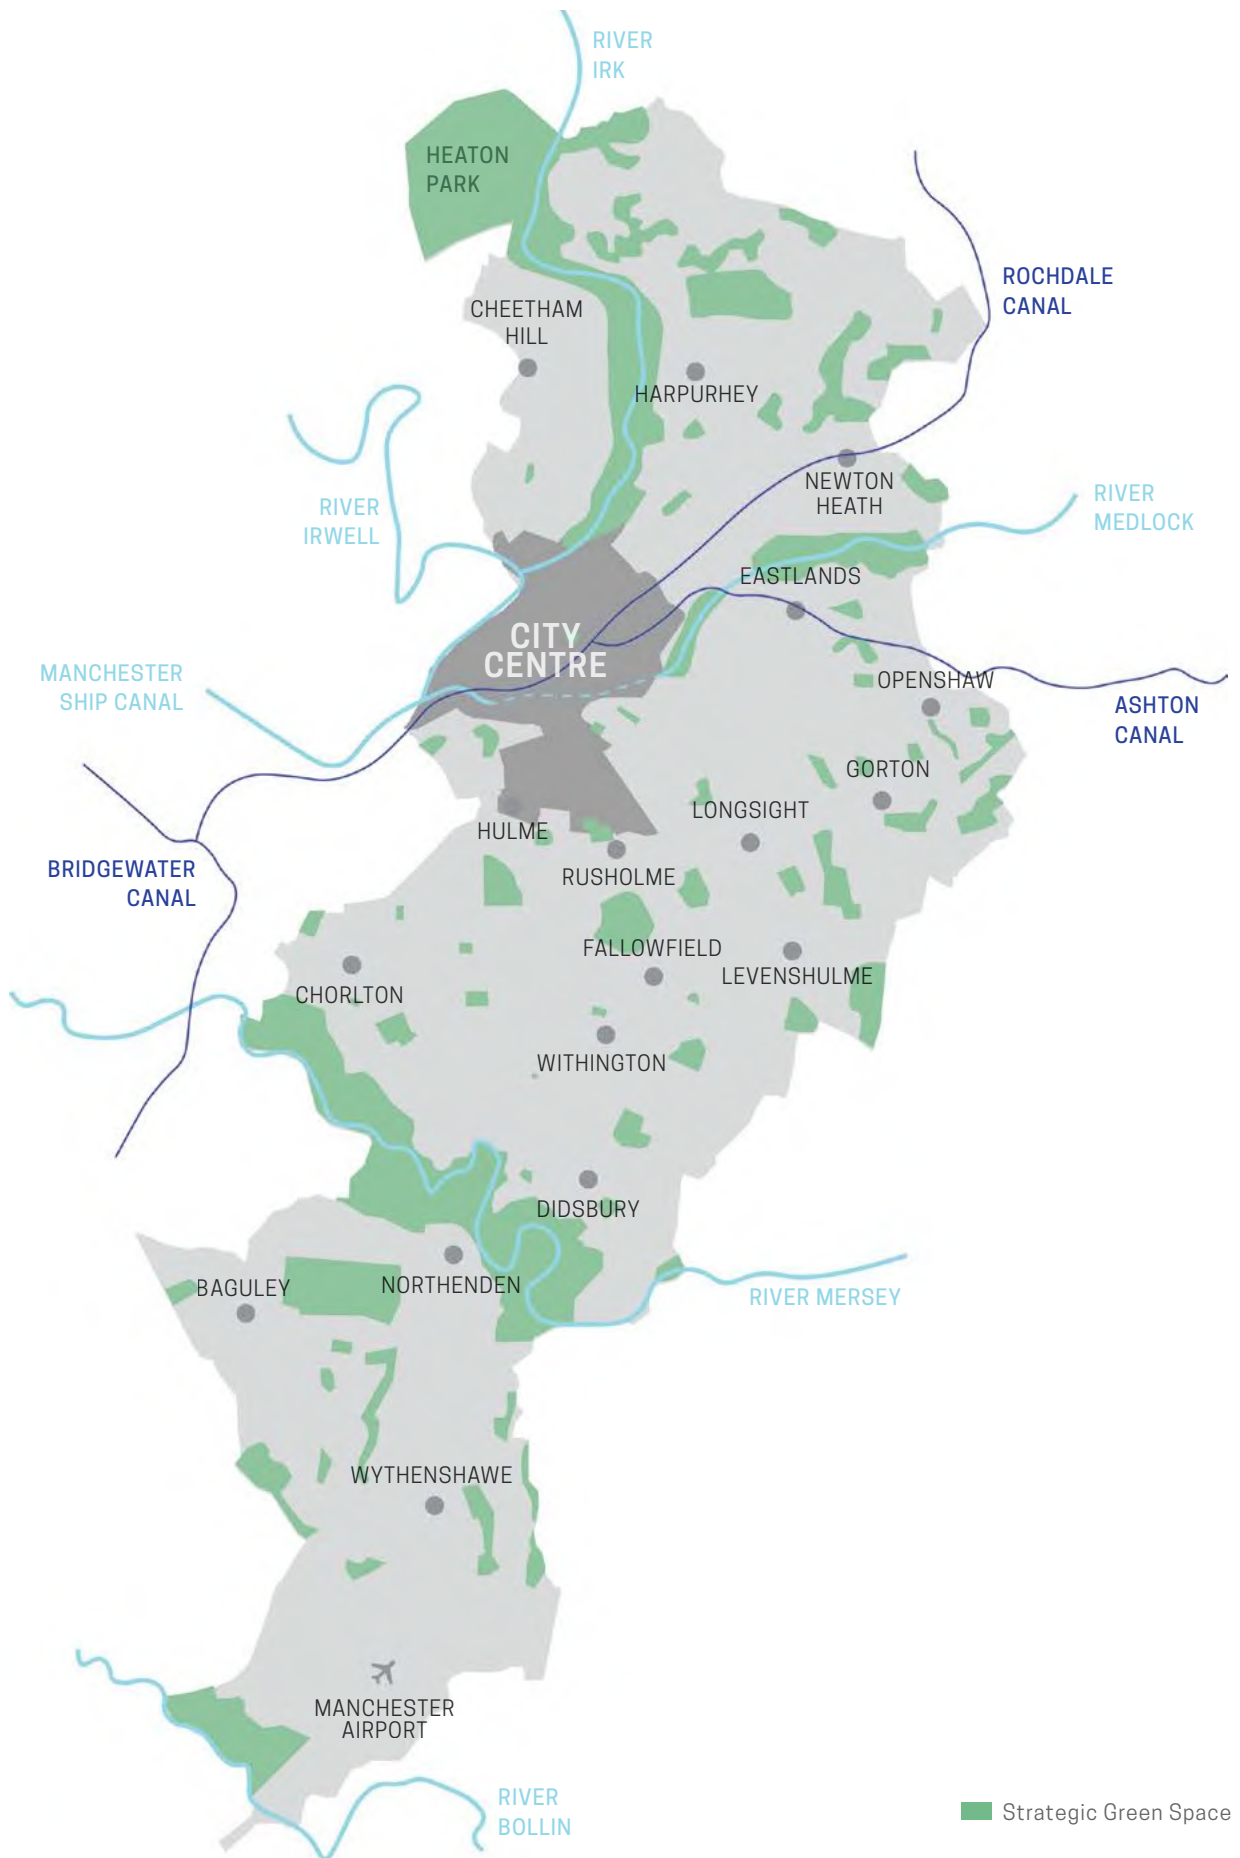 RIVER
IRK
HEATON
PARK
ROCHDALE
CANAL
CHEETHAM
HILL
HARPURHEY
NEWTON
HEATH
RIVER
MEDLOCK
RIVER
IRWELL
EASTLANDS
CITY
CENTRE
MANCHESTER
SHIP CANAL
OPENSHAW
ASHTON
CANAL
GORTON
LONGSIGHT
HULME
BRIDGEWATER
CANAL
RUSHOLME
FALLOWFIELD
LEVENSHULME
CHORLTON
WITHINGTON
DIDSBURY
NORTHENDEN
BAGULEY
RIVER MERSEY
WYTHENSHAWE
MANCHESTER
AIRPORT
RIVER
BOLLIN
Strategic Green Space